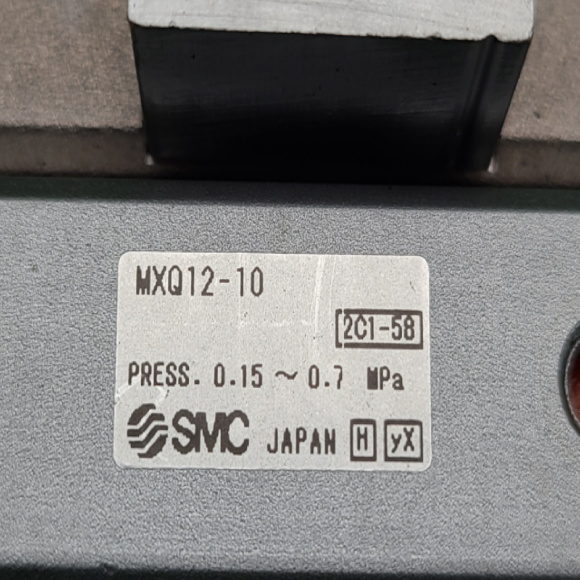 MXQ12-10
2C1-58
PRESS. 0.15 ~ 0.7 MPa
SMC JAPAN H yX